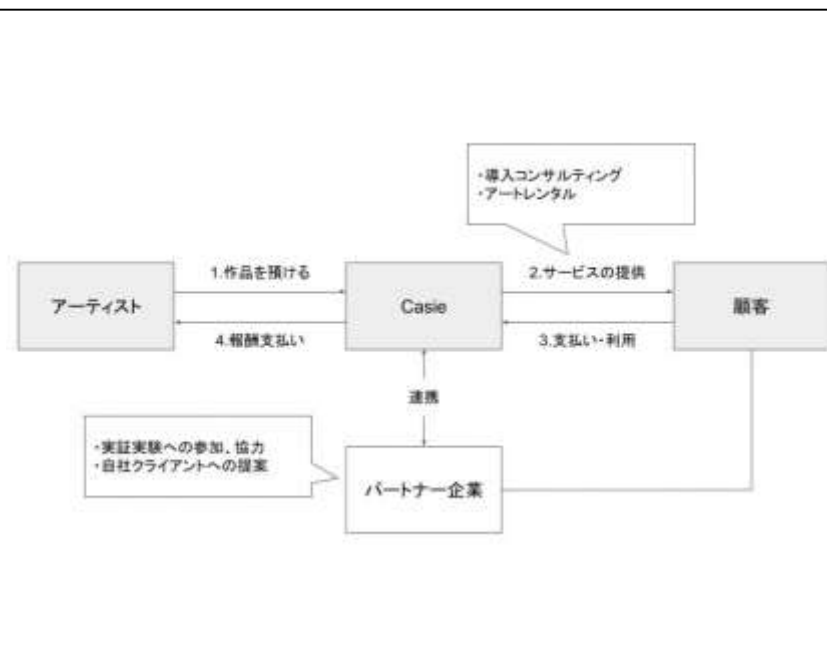 ・導入コンサルティング
・アートレンタル
1.作品を預ける
2.サービスの提供
アーティスト
Casie
顧客
4.報酬支払い
3.支払い・利用
連携
・実証実験への参加、協力
・自社クライアントへの提案
パートナー企業